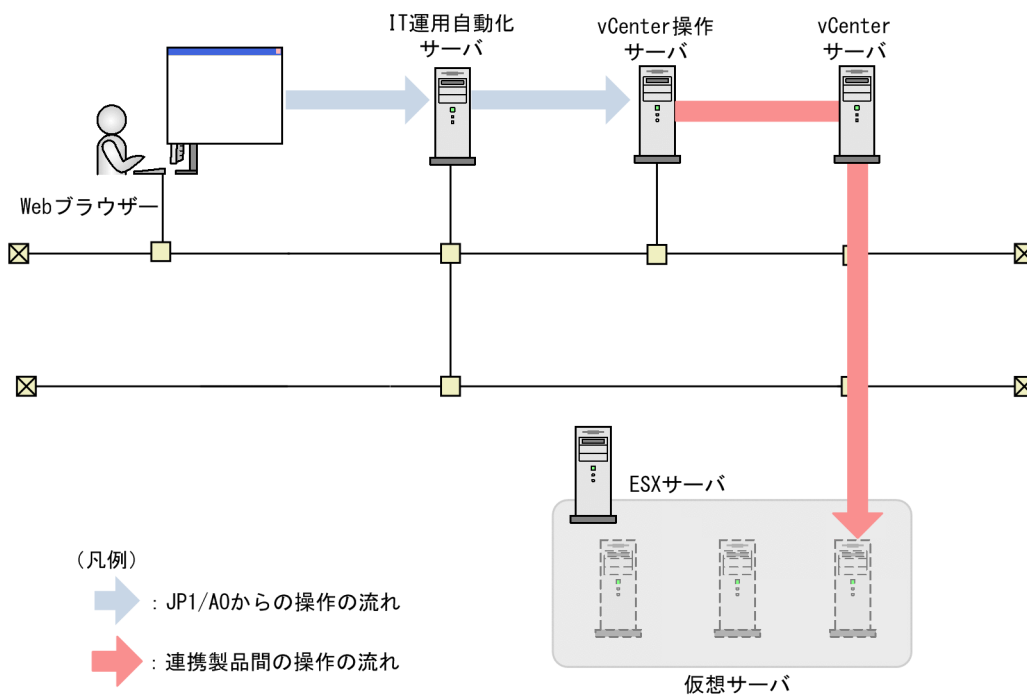 IT運用自動化
サーバ
vCenter操作
サーバ
vCenter
サーバ
Webブラウザー
ESXサーバ
(凡例)
：JP1/AOからの操作の流れ
：連携製品間の操作の流れ
仮想サーバ